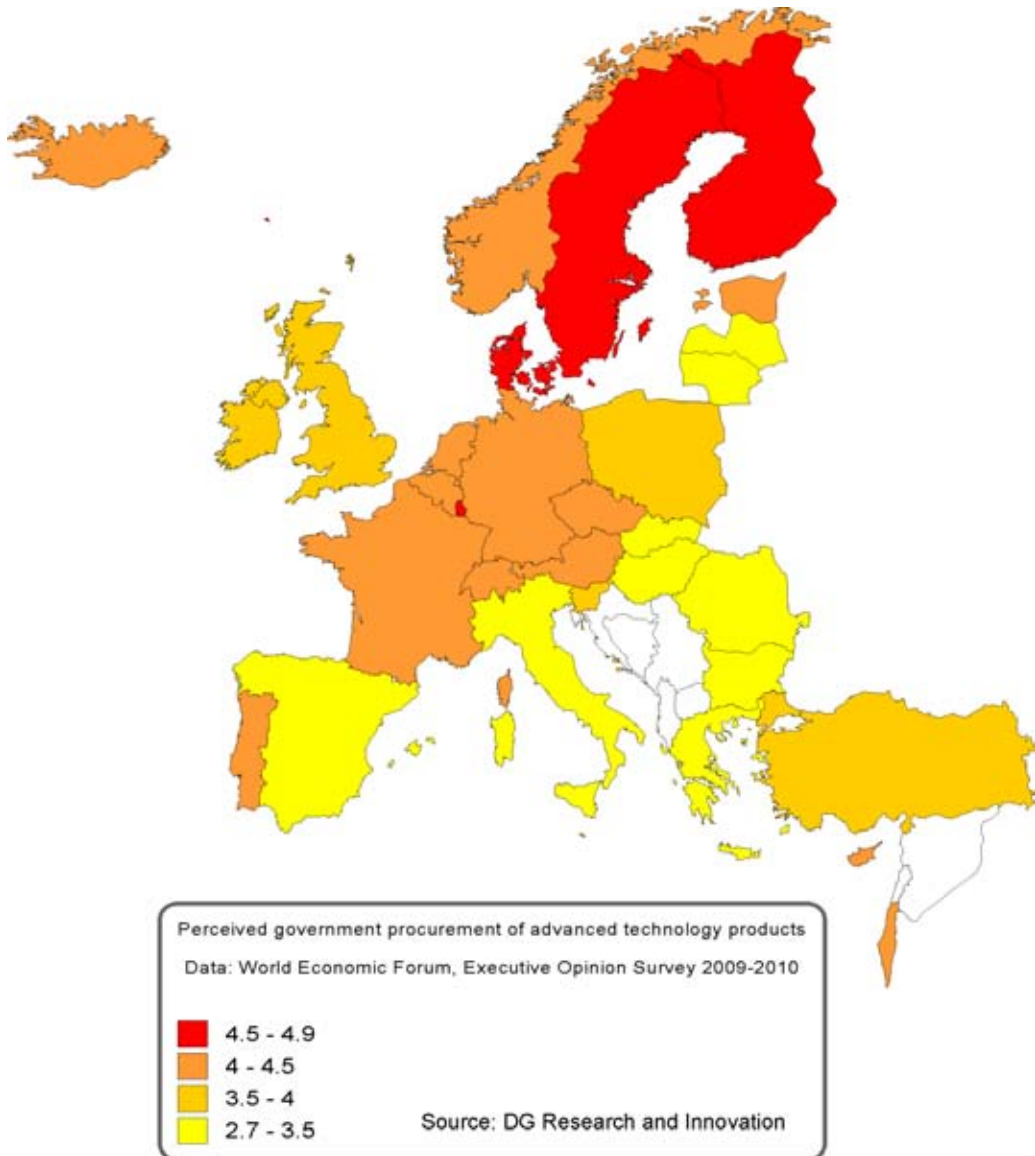 Perceived government procurement of advanced technology products
Data: World Economic Forum, Executive Opinion Survey 2009-2010
4.5 - 4.9
4 - 4.5
3.5 - 4
2.7 - 3.5
Source: DG Research and Innovation